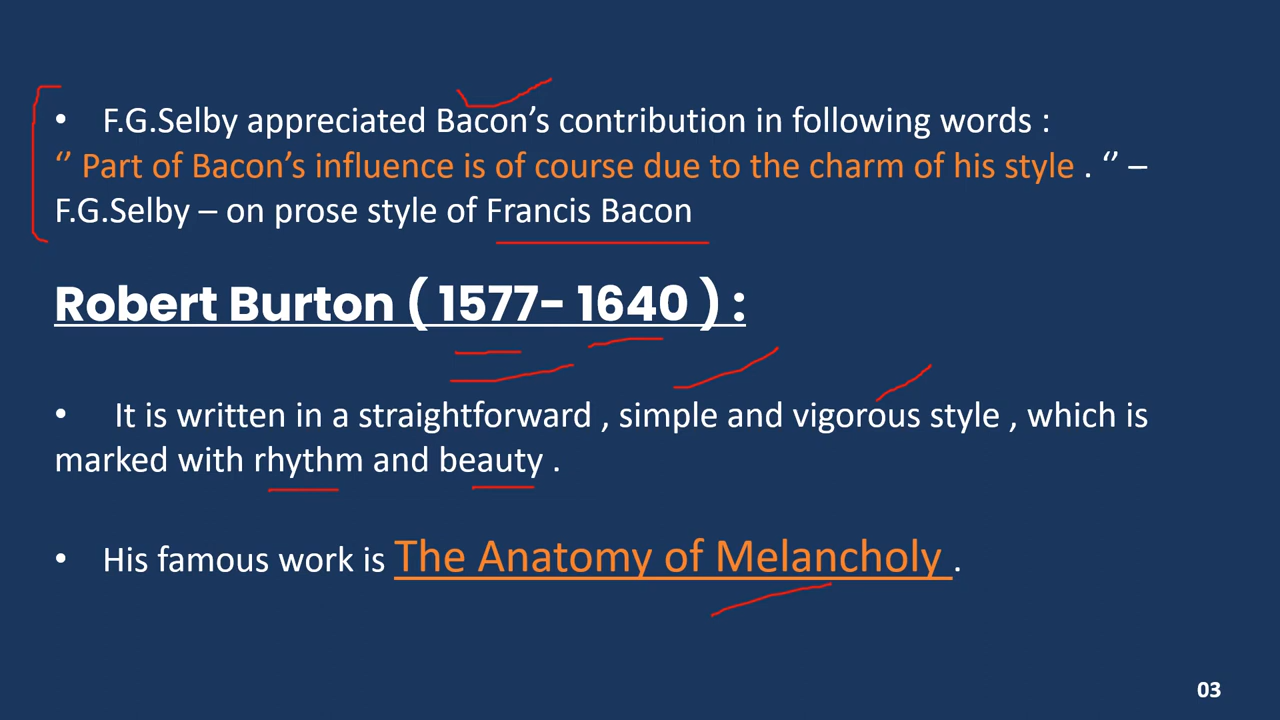 • F.G.Selby appreciated Bacon’s contribution in following words :
‘’ Part of Bacon’s influence is of course due to the charm of his style . ‘’ –
F.G.Selby – on prose style of Francis Bacon
Robert Burton ( 1577- 1640 ) :
• It is written in a straightforward , simple and vigorous style , which is
marked with rhythm and beauty .
• His famous work is The Anatomy of Melancholy .
03